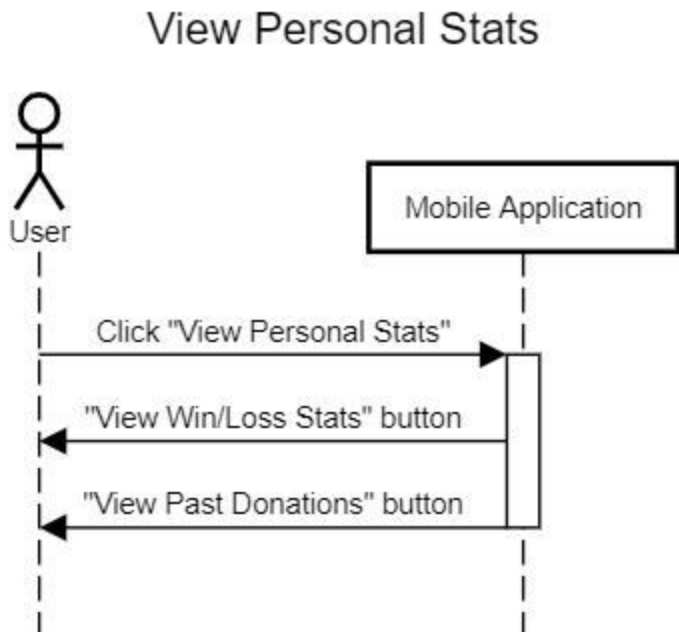 View Personal Stats
User
Mobile Application
Click "View Personal Stats"
"View Win/Loss Stats" button
"View Past Donations" button